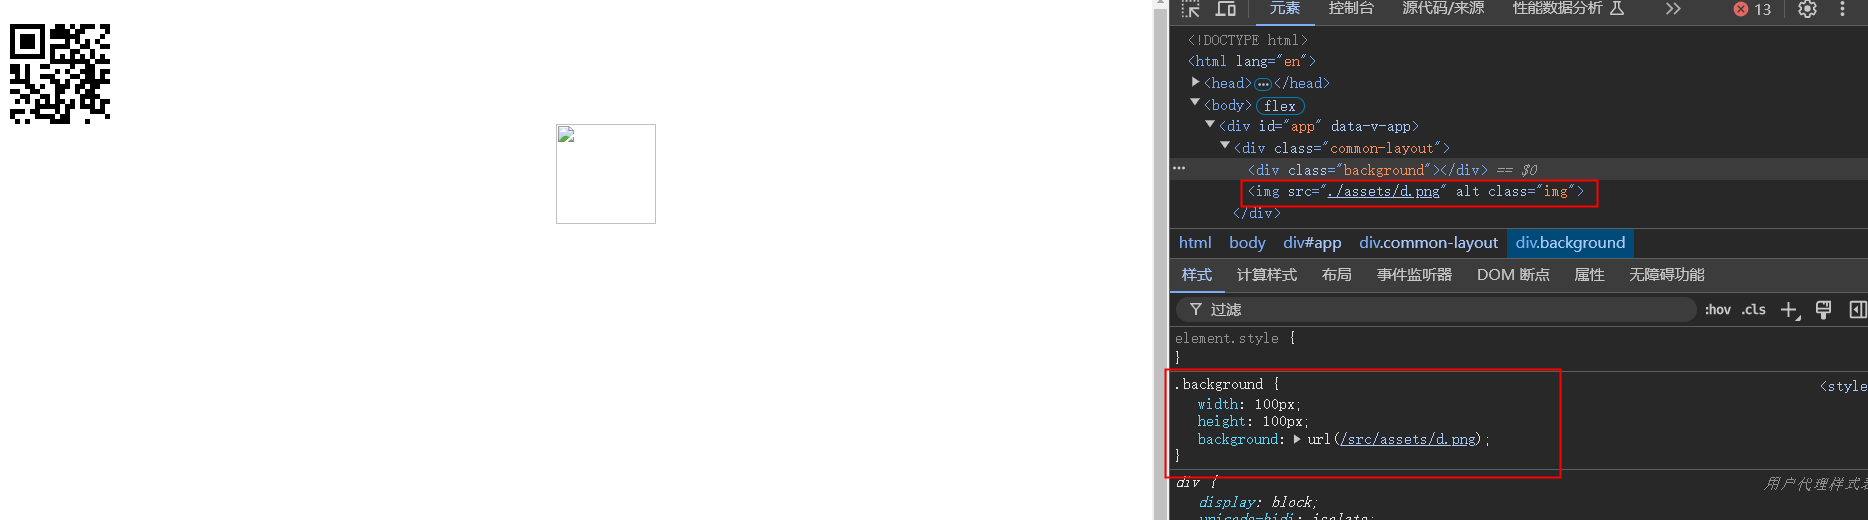 元素 控制台 源代码/来源 性能数据分析 13
<!DOCTYPE html>
<html lang="en">
<head> ••• </head>
<body> flex
<div id="app" data-v-app>
<div class="common-layout">
••• <div class="background"></div> == $0
<img src="./assets/d.png" alt class="img">
</div>
html body div#app div.common-layout div.background
样式 计算样式 布局 事件监听器 DOM 断点 属性 无障碍功能
过滤 :hov .cls
element.style {
}
.background { <style
width: 100px;
height: 100px;
background: url(/src/assets/d.png);
}
div { 用户代理样式表
display: block;
unicode-bidi: isolate;